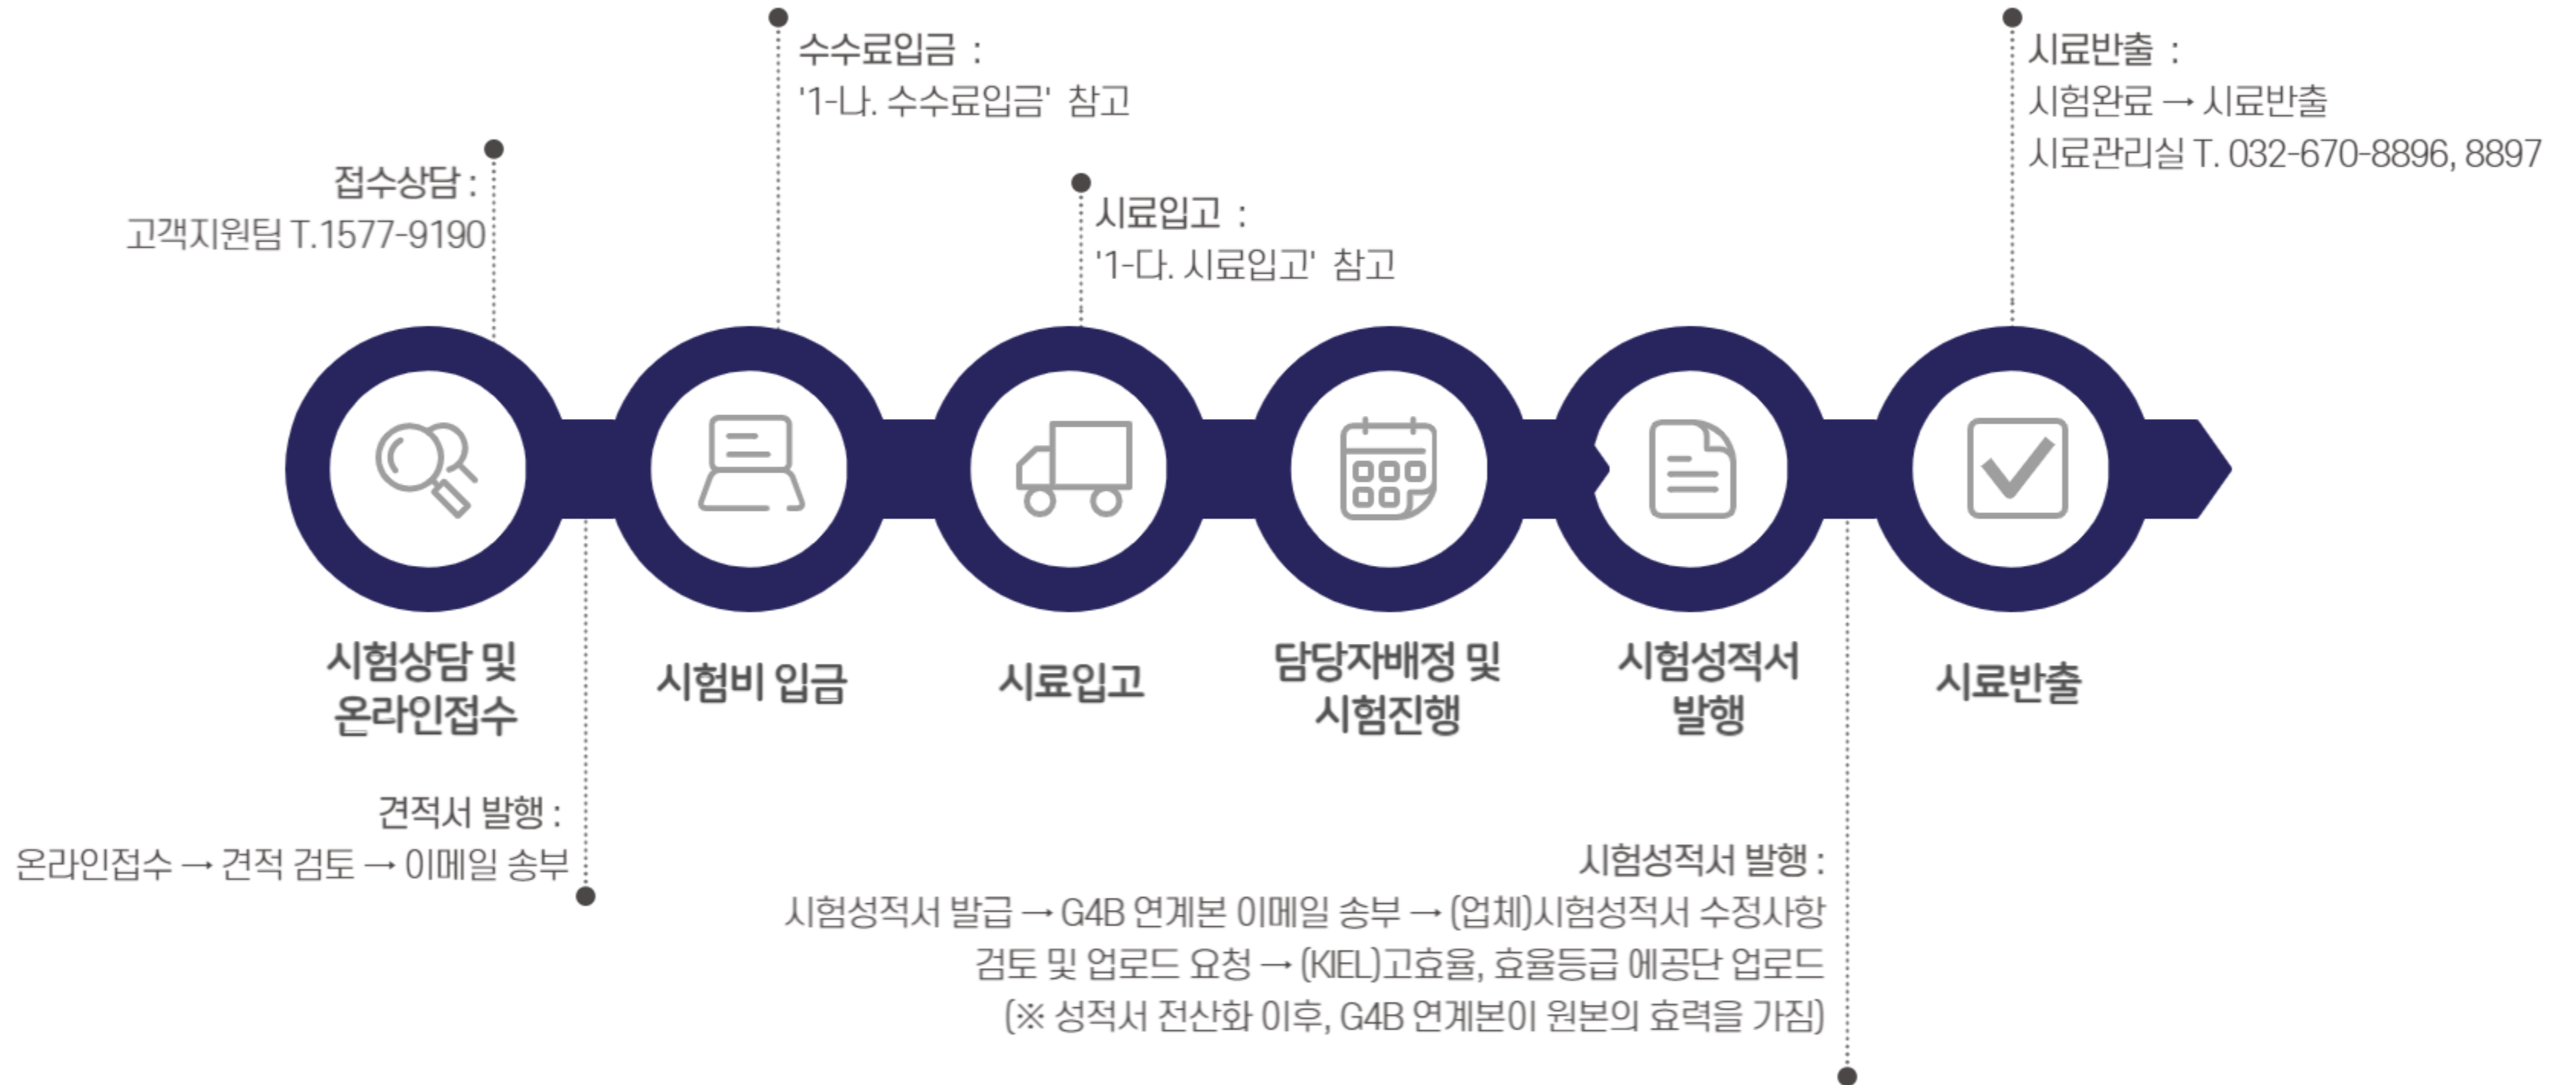 수수료입금 :
'1-나. 수수료입금' 참고
시료반출 :
시험완료 → 시료반출
시료관리실 T. 032-670-8896, 8897
접수상담 :
고객지원팀 T.1577-9190
시료입고 :
'1-다. 시료입고' 참고
시험상담 및
온라인접수
시험비 입금
시료입고
담당자배정 및
시험진행
시험성적서
발행
시료반출
견적서 발행 :
온라인접수 → 견적 검토 → 이메일 송부
시험성적서 발행 :
시험성적서 발급 → G4B 연계본 이메일 송부 → (업체)시험성적서 수정사항
검토 및 업로드 요청 → (KIEL)고효율, 효율등급 에공단 업로드
(※ 성적서 전산화 이후, G4B 연계본이 원본의 효력을 가짐)